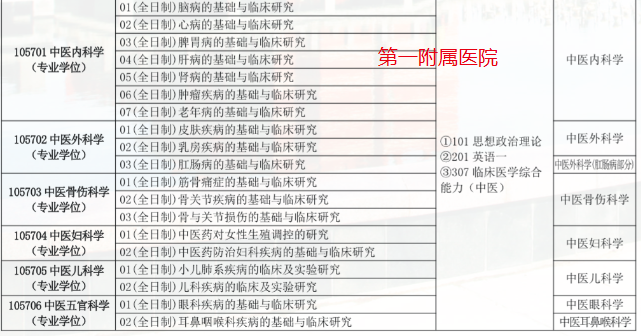 01(全日制)脑病的基础与临床研究
02(全日制)心病的基础与临床研究
03(全日制)脾胃病的基础与临床研究
105701 中医内科学
(专业学位)
04(全日制)肝病的基础与临床研究
第一附属医院
中医内科学
05(全日制)肾病的基础与临床研究
06(全日制)肿瘤疾病的基础与临床研究
07(全日制)老年病的基础与临床研究
105702 中医外科学
(专业学位)
01(全日制)皮肤疾病的基础与临床研究
02(全日制)乳房疾病的基础与临床研究
03(全日制)肛肠病的基础与临床研究
①101 思想政治理论
②201 英语一
③307 临床医学综合
能力（中医）
中医外科学
中医外科学(肛肠病部分)
105703 中医骨伤科学
(专业学位)
01(全日制)筋骨痛症的基础与临床研究
02(全日制)骨关节疾病的基础与临床研究
03(全日制)骨与关节损伤的基础与临床研究
中医骨伤科学
105704 中医妇科学
(专业学位)
01(全日制)中医药对女性生殖调控的研究
02(全日制)中医药防治妇科疾病的基础与临床研究
中医妇科学
105705 中医儿科学
(专业学位)
01(全日制)小儿肺系疾病的临床及实验研究
02(全日制)儿科疾病的临床及实验研究
中医儿科学
105706 中医五官科学
(专业学位)
01(全日制)眼科疾病的基础与临床研究
02(全日制)耳鼻咽喉科疾病的基础与临床研究
中医眼科学
中医耳鼻喉科学